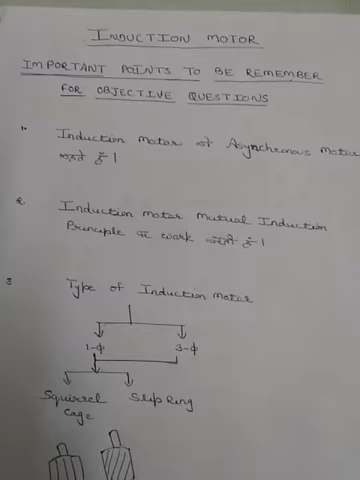 INDUCTION MOTOR
IMPORTANT POINTS TO BE REMEMBER
FOR OBJECTIVE QUESTIONS
1. Induction Motor को Asynchronous Motor
कहते हैं।
2. Induction Motor Mutual Induction
Principle पर work करती है।
3 Type of Induction Motor
1-ф 3-ф
Squirrel Slip Ring
Cage